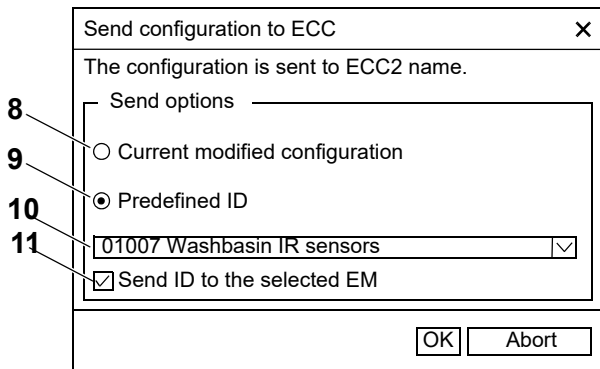 Send configuration to ECC
The configuration is sent to ECC2 name.
Send options
8
Current modified configuration
9
Predefined ID
10
01007 Washbasin IR sensors
11
Send ID to the selected EM
OK Abort